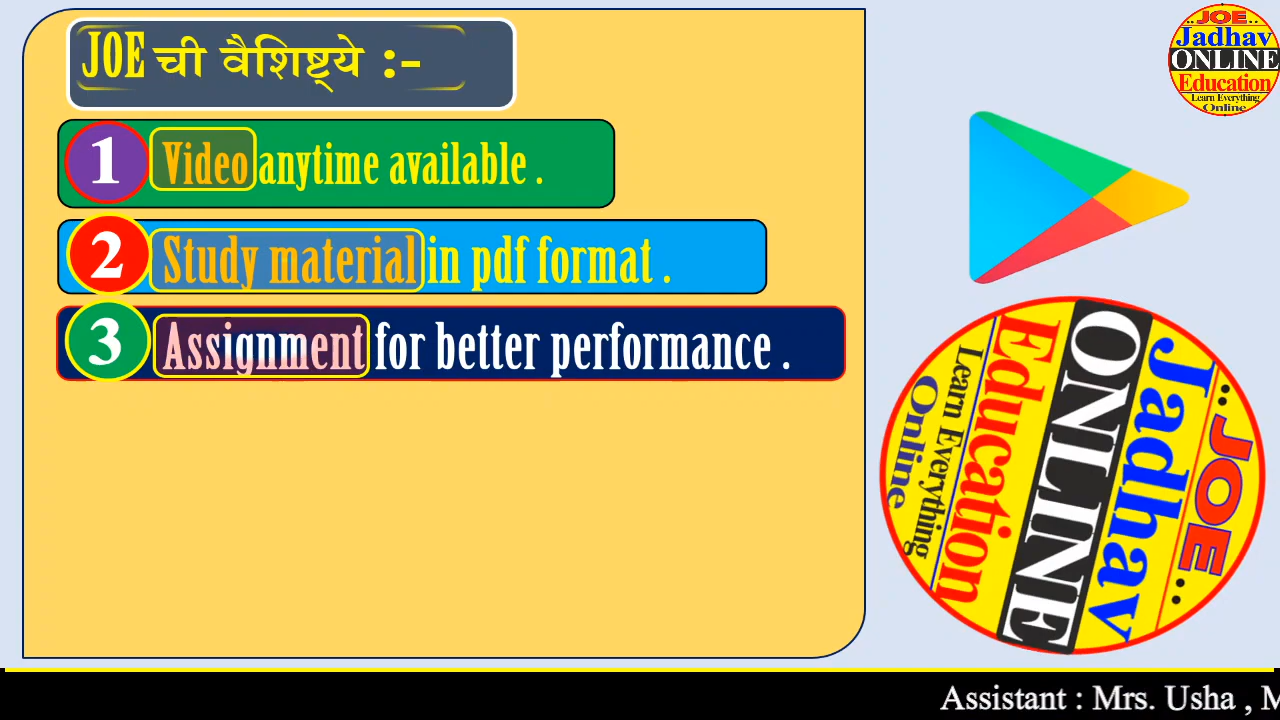 JOE ची वैशिष्ट्ये :-
1 Video anytime available .
2 Study material in pdf format .
3 Assignment for better performance .
..JOE..
Jadhav
ONLINE
Education
Learn Everything
Online
..JOE..
Jadhav
ONLINE
Education
Learn Everything
Online
Assistant : Mrs. Usha , M